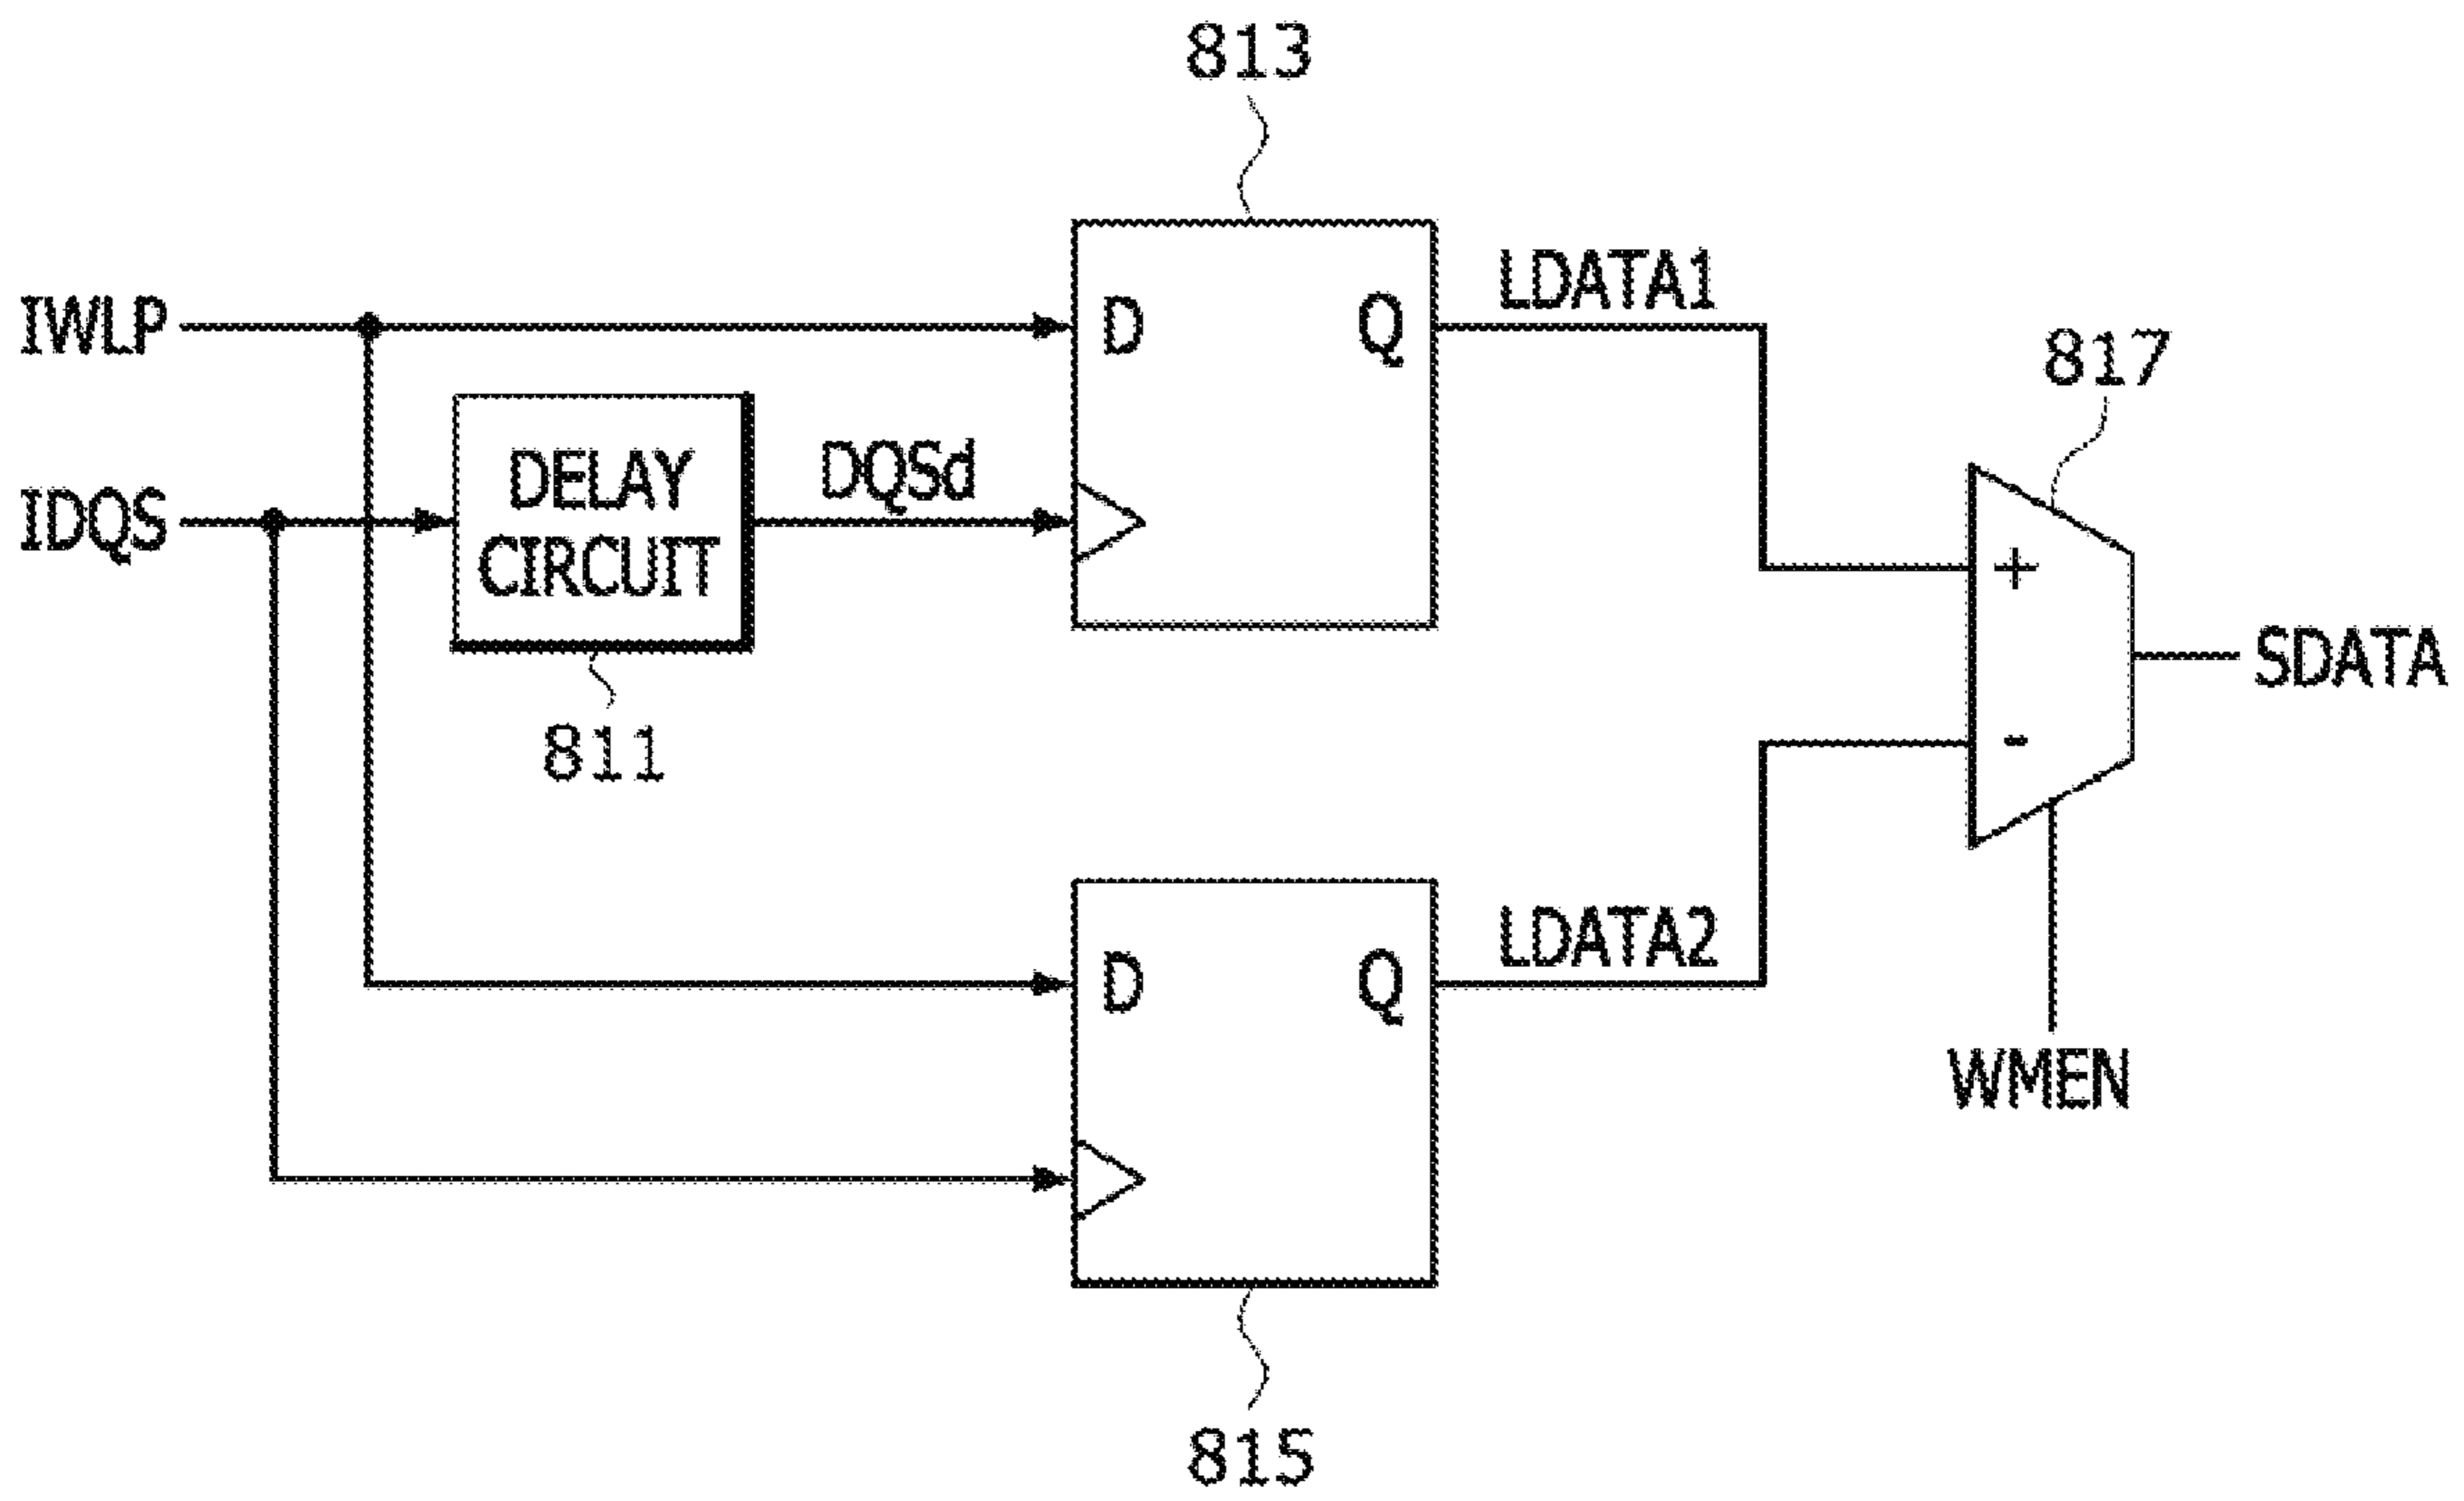 813
IWLP
D
Q
LDATA1
817
IDQS
DELAY
CIRCUIT
DQSd
+
SDATA
811
-
D
Q
LDATA2
WMEN
815